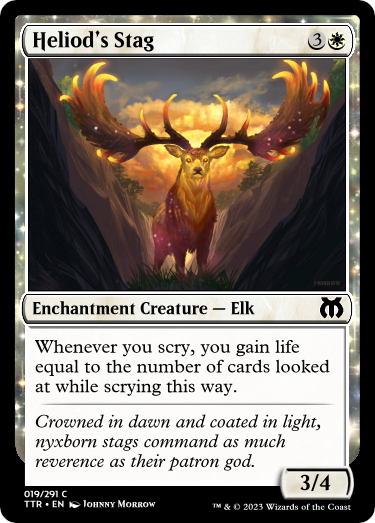 Heliod's Stag 3
Enchantment Creature — Elk
Whenever you scry, you gain life
equal to the number of cards looked
at while scrying this way.
Crowned in dawn and coated in light,
nyxborn stags command as much
reverence as their patron god.
3/4
019/291 C
TTR • EN Johnny Morrow
™ & © 2023 Wizards of the Coast